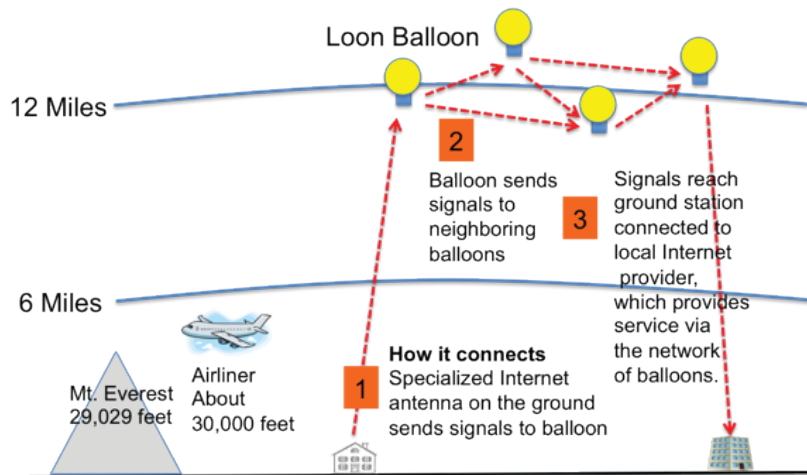 Loon Balloon
12 Miles
2
Balloon sends
signals to
neighboring
balloons
3
Signals reach
ground station
connected to
local Internet
provider,
which provides
service via
the network
of balloons.
6 Miles
Mt. Everest
29,029 feet
Airliner
About
30,000 feet
1
How it connects
Specialized Internet
antenna on the ground
sends signals to balloon